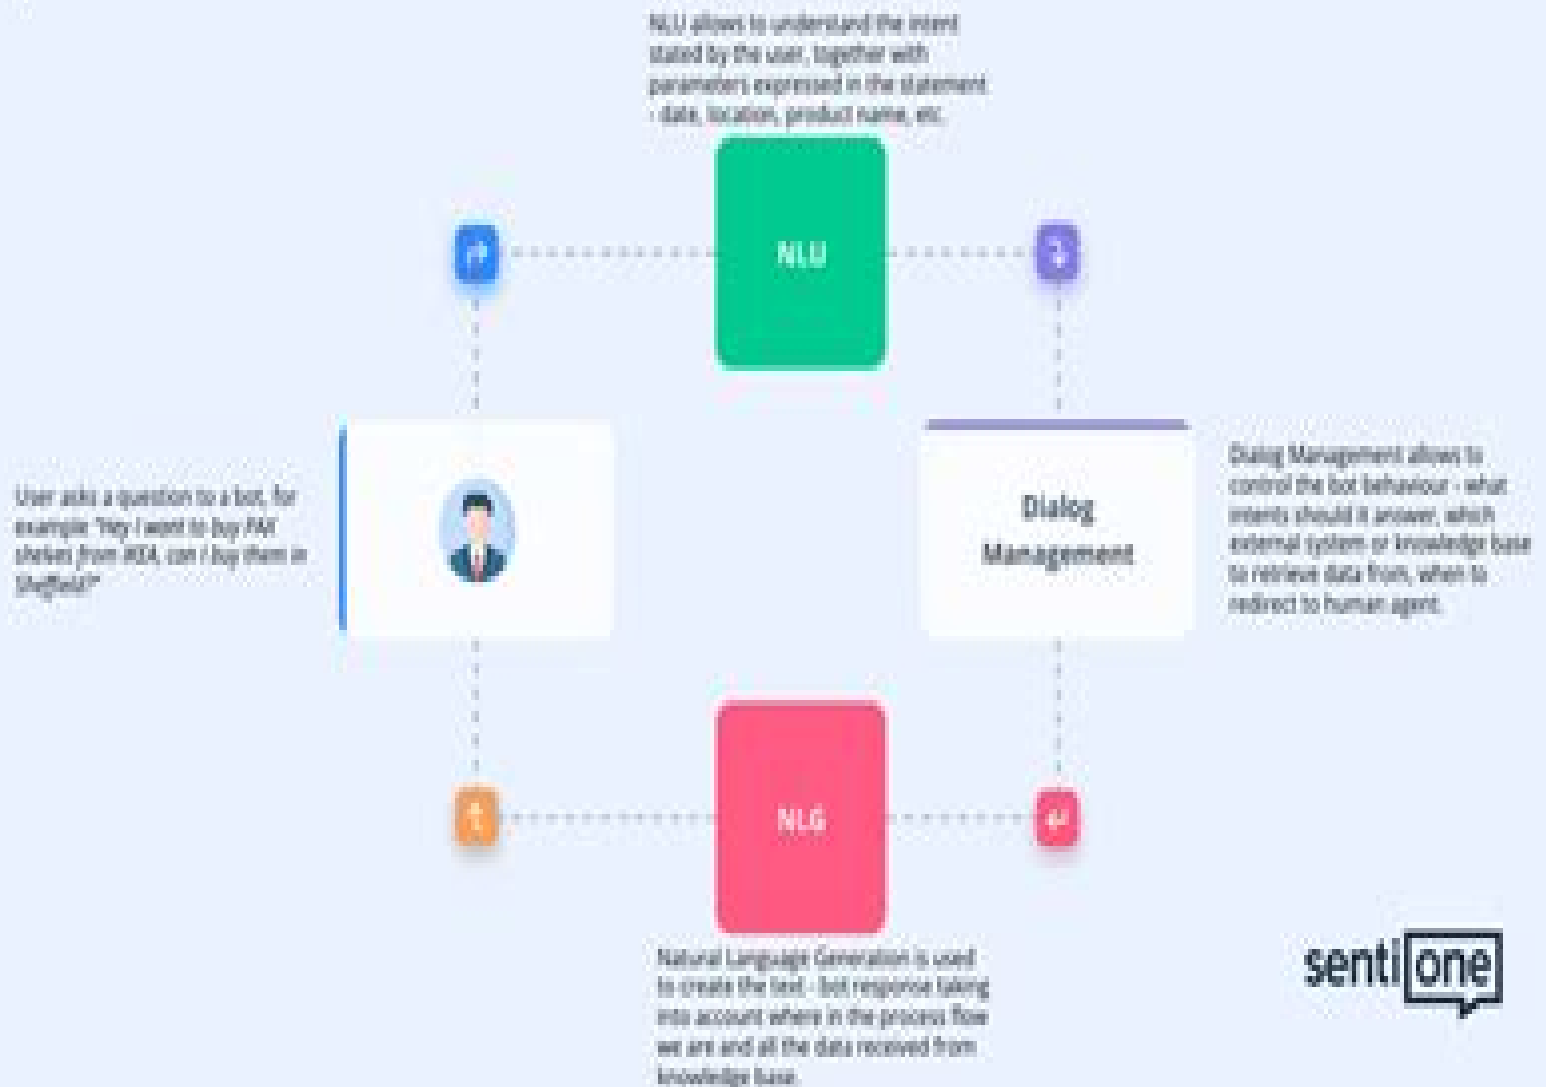 NLU allows to understand the intent
stated by the user, together with
parameters expressed in the statement
- date, location, product name, etc.
NLU
User asks a question to a bot, for
example "Hey I want to buy PAX
shelves from IKEA, can I buy them in
Sheffield?"
Dialog
Management
Dialog Management allows to
control the bot behaviour - what
intents should it answer, which
external system or knowledge base
to retrieve data from, when to
redirect to human agent.
NLG
Natural Language Generation is used
to create the text - bot response taking
into account where in the process flow
we are and all the data received from
knowledge base.
senti one